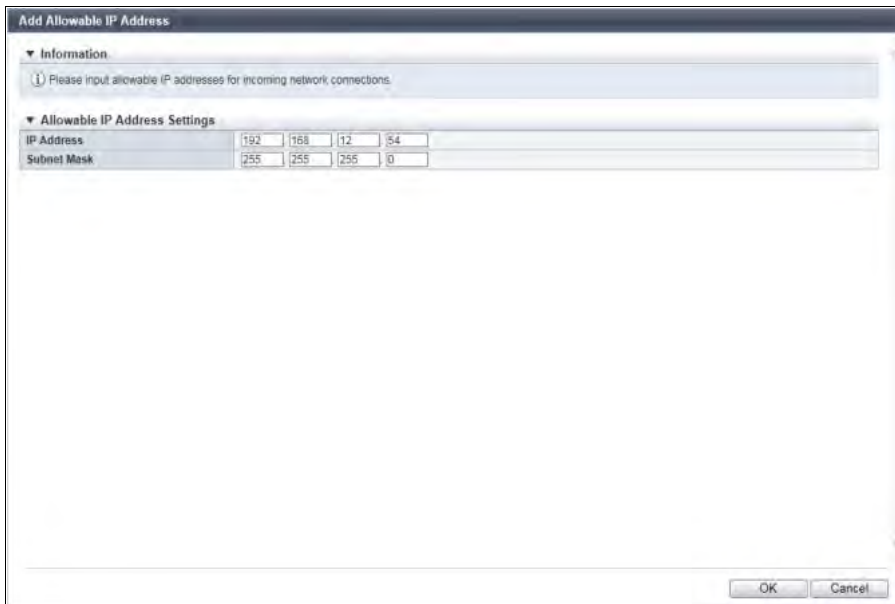 Add Allowable IP Address
▼ Information
Please input allowable IP addresses for incoming network connections.
▼ Allowable IP Address Settings
IP Address 192 . 168 . 12 . 54
Subnet Mask 255 . 255 . 255 . 0
OK Cancel